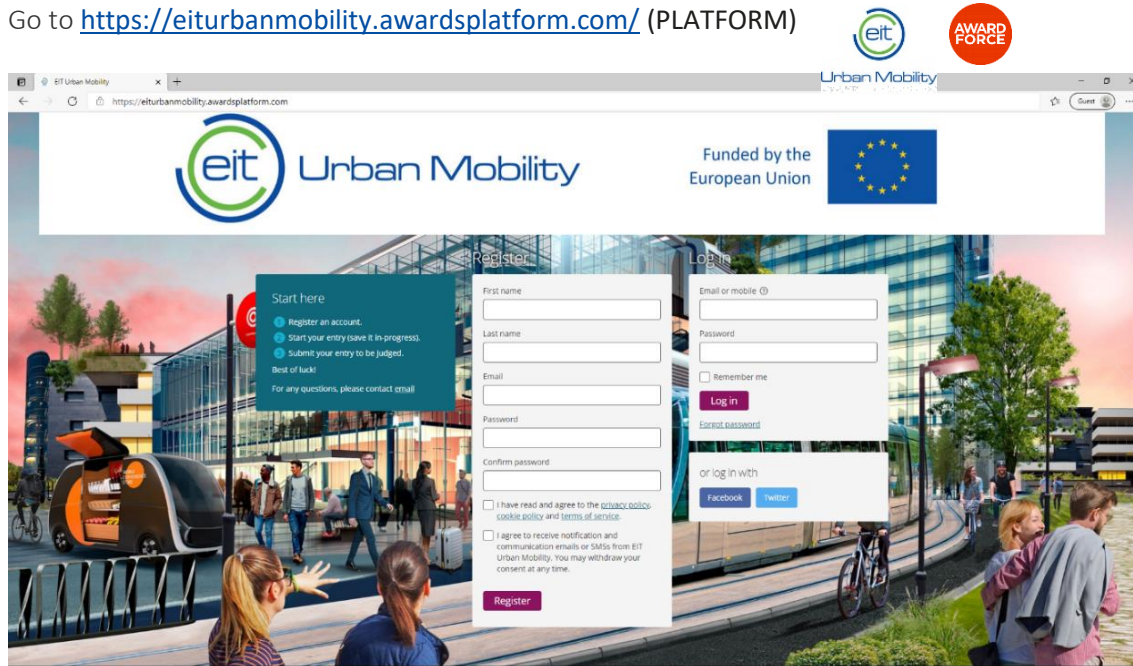 Go to https://eiturbanmobility.awardsplatform.com/ (PLATFORM)
eit
Urban Mobility
AWARD
FORCE
EIT Urban Mobility
https://eiturbanmobility.awardsplatform.com
Guest
eit Urban Mobility
Funded by the
European Union
Start here
1 Register an account.
2 Start your entry (save it in-progress).
3 Submit your entry to be judged.
Best of luck!
For any questions, please contact email
Register
First name
Last name
Email
Password
Confirm password
I have read and agree to the privacy policy,
cookie policy and terms of service.
I agree to receive notification and
communication emails or SMSs from EIT
Urban Mobility. You may withdraw your
consent at any time.
Register
Log in
Email or mobile
Password
Remember me
Log in
Forgot password
or log in with
Facebook
Twitter